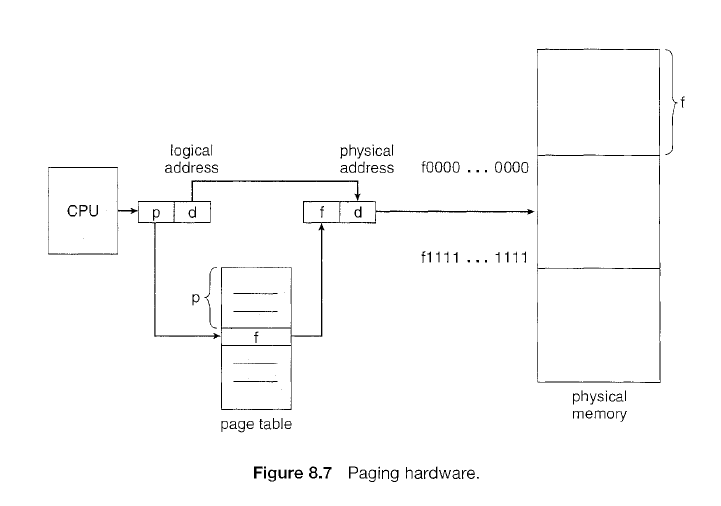 logical
address
physical
address
f0000 ... 0000
f
CPU
p d
f d
f1111 ... 1111
p
f
page table
physical
memory
Figure 8.7 Paging hardware.